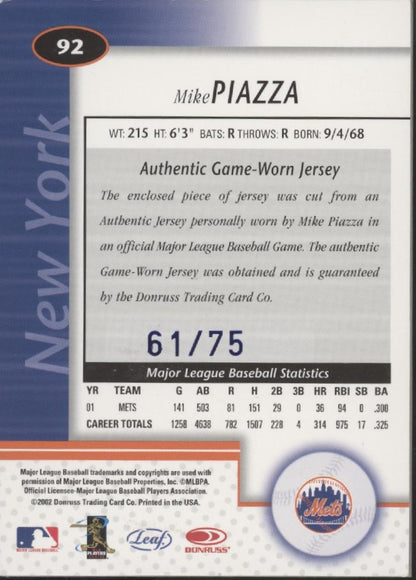 92
New York
Mike PIAZZA
WT: 215 HT: 6'3" BATS: R THROWS: R BORN: 9/4/68
Authentic Game-Worn Jersey
The enclosed piece of jersey was cut from an
Authentic Jersey personally worn by Mike Piazza in
an official Major League Baseball Game. The authentic
Game-Worn Jersey was obtained and is guaranteed
by the Donruss Trading Card Co.
61/75
Major League Baseball Statistics
YR TEAM G AB R H 2B 3B HR RBI SB BA
01 METS 141 503 81 151 29 0 36 94 0 .300
CAREER TOTALS 1258 4638 782 1507 228 4 314 975 17 .325
Major League Baseball trademarks and copyrights are used with
permission of Major League Baseball Properties, Inc. ©MLBPA.
Official Licensee-Major League Baseball Players Association.
©2002 Donruss Trading Card Co. Printed in the USA.
Mets
Leaf
DONRUSS
MAJOR LEAGUE BASEBALL
PLAYERS